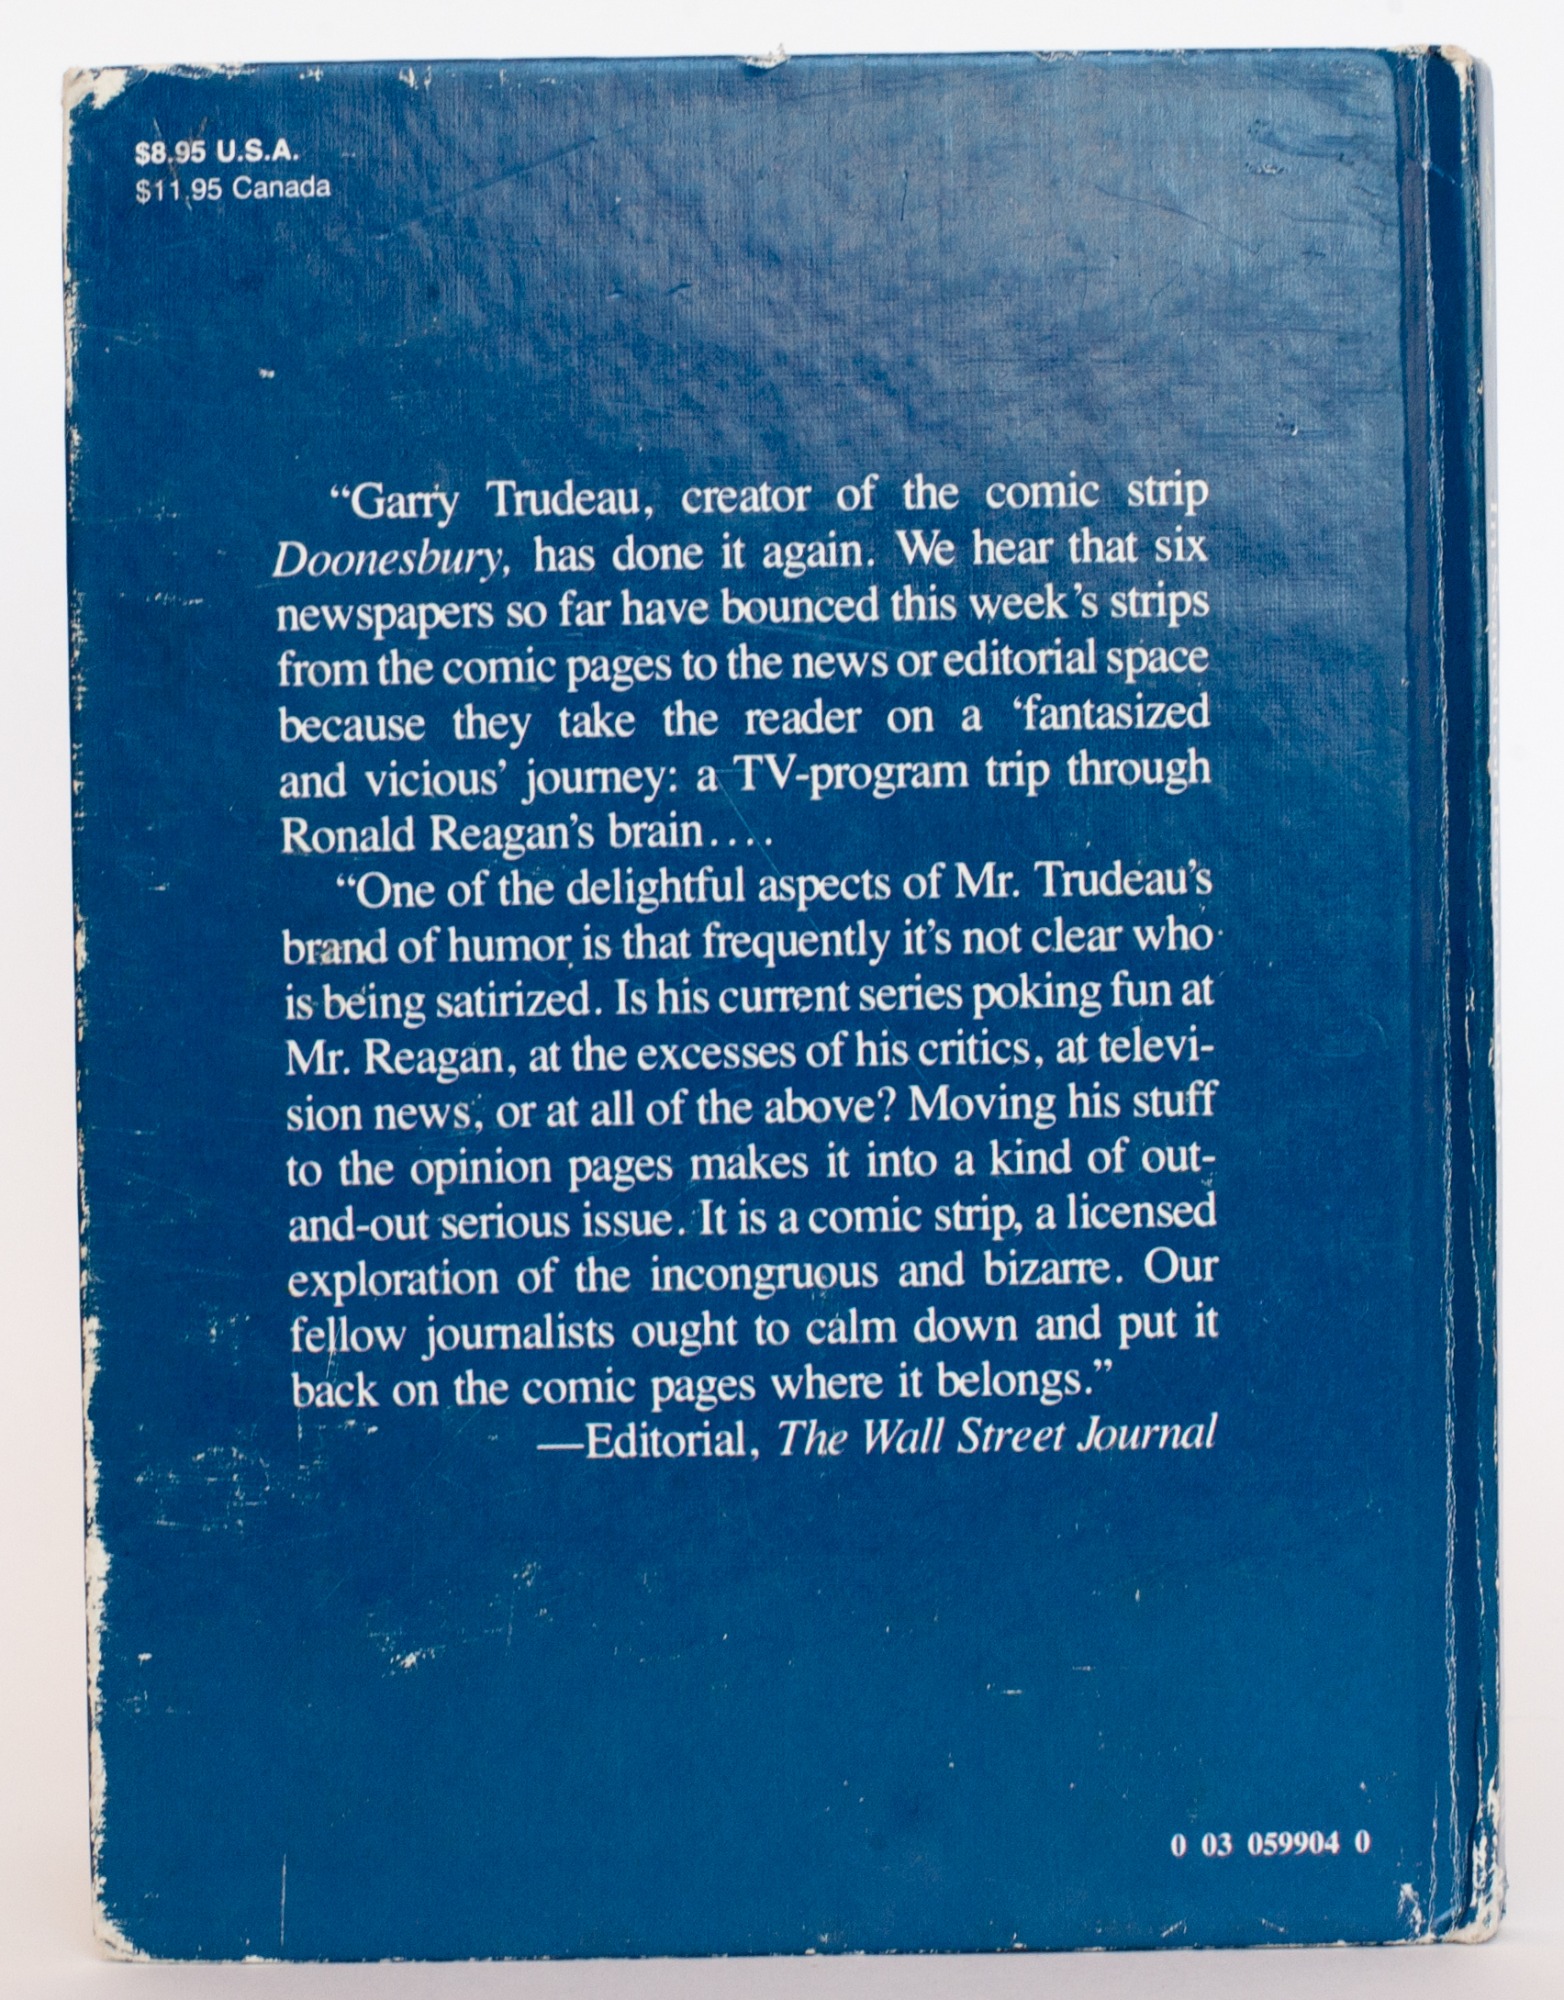 $8.95 U.S.A.
$11.95 Canada
“Garry Trudeau, creator of the comic strip
Doonesbury, has done it again. We hear that six
newspapers so far have bounced this week’s strips
from the comic pages to the news or editorial space
because they take the reader on a ‘fantasized
and vicious’ journey: a TV-program trip through
Ronald Reagan’s brain....
“One of the delightful aspects of Mr. Trudeau’s
brand of humor is that frequently it’s not clear who
is being satirized. Is his current series poking fun at
Mr. Reagan, at the excesses of his critics, at televi-
sion news, or at all of the above? Moving his stuff
to the opinion pages makes it into a kind of out-
and-out serious issue. It is a comic strip, a licensed
exploration of the incongruous and bizarre. Our
fellow journalists ought to calm down and put it
back on the comic pages where it belongs.”
—Editorial, The Wall Street Journal
0 03 059904 0